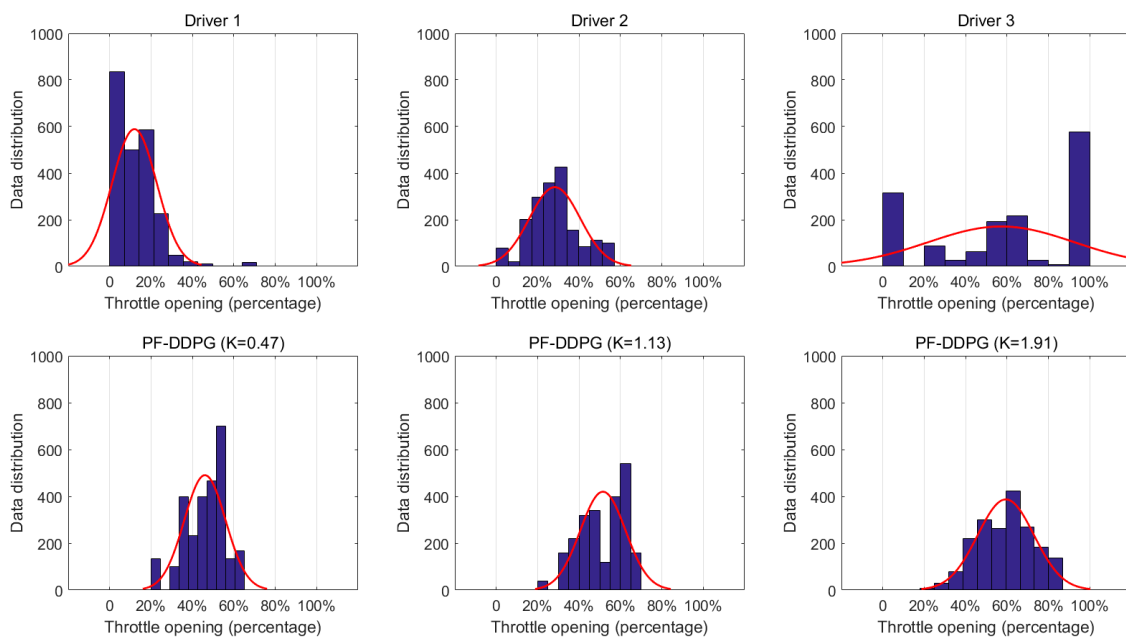 Driver 1
1000
800
600
400
200
0
Data distribution
0 20% 40% 60% 80% 100%
Throttle opening (percentage)
Driver 2
1000
800
600
400
200
0
Data distribution
0 20% 40% 60% 80% 100%
Throttle opening (percentage)
Driver 3
1000
800
600
400
200
0
Data distribution
0 20% 40% 60% 80% 100%
Throttle opening (percentage)
PF-DDPG (K=0.47)
1000
800
600
400
200
0
Data distribution
0 20% 40% 60% 80% 100%
Throttle opening (percentage)
PF-DDPG (K=1.13)
1000
800
600
400
200
0
Data distribution
0 20% 40% 60% 80% 100%
Throttle opening (percentage)
PF-DDPG (K=1.91)
1000
800
600
400
200
0
Data distribution
0 20% 40% 60% 80% 100%
Throttle opening (percentage)